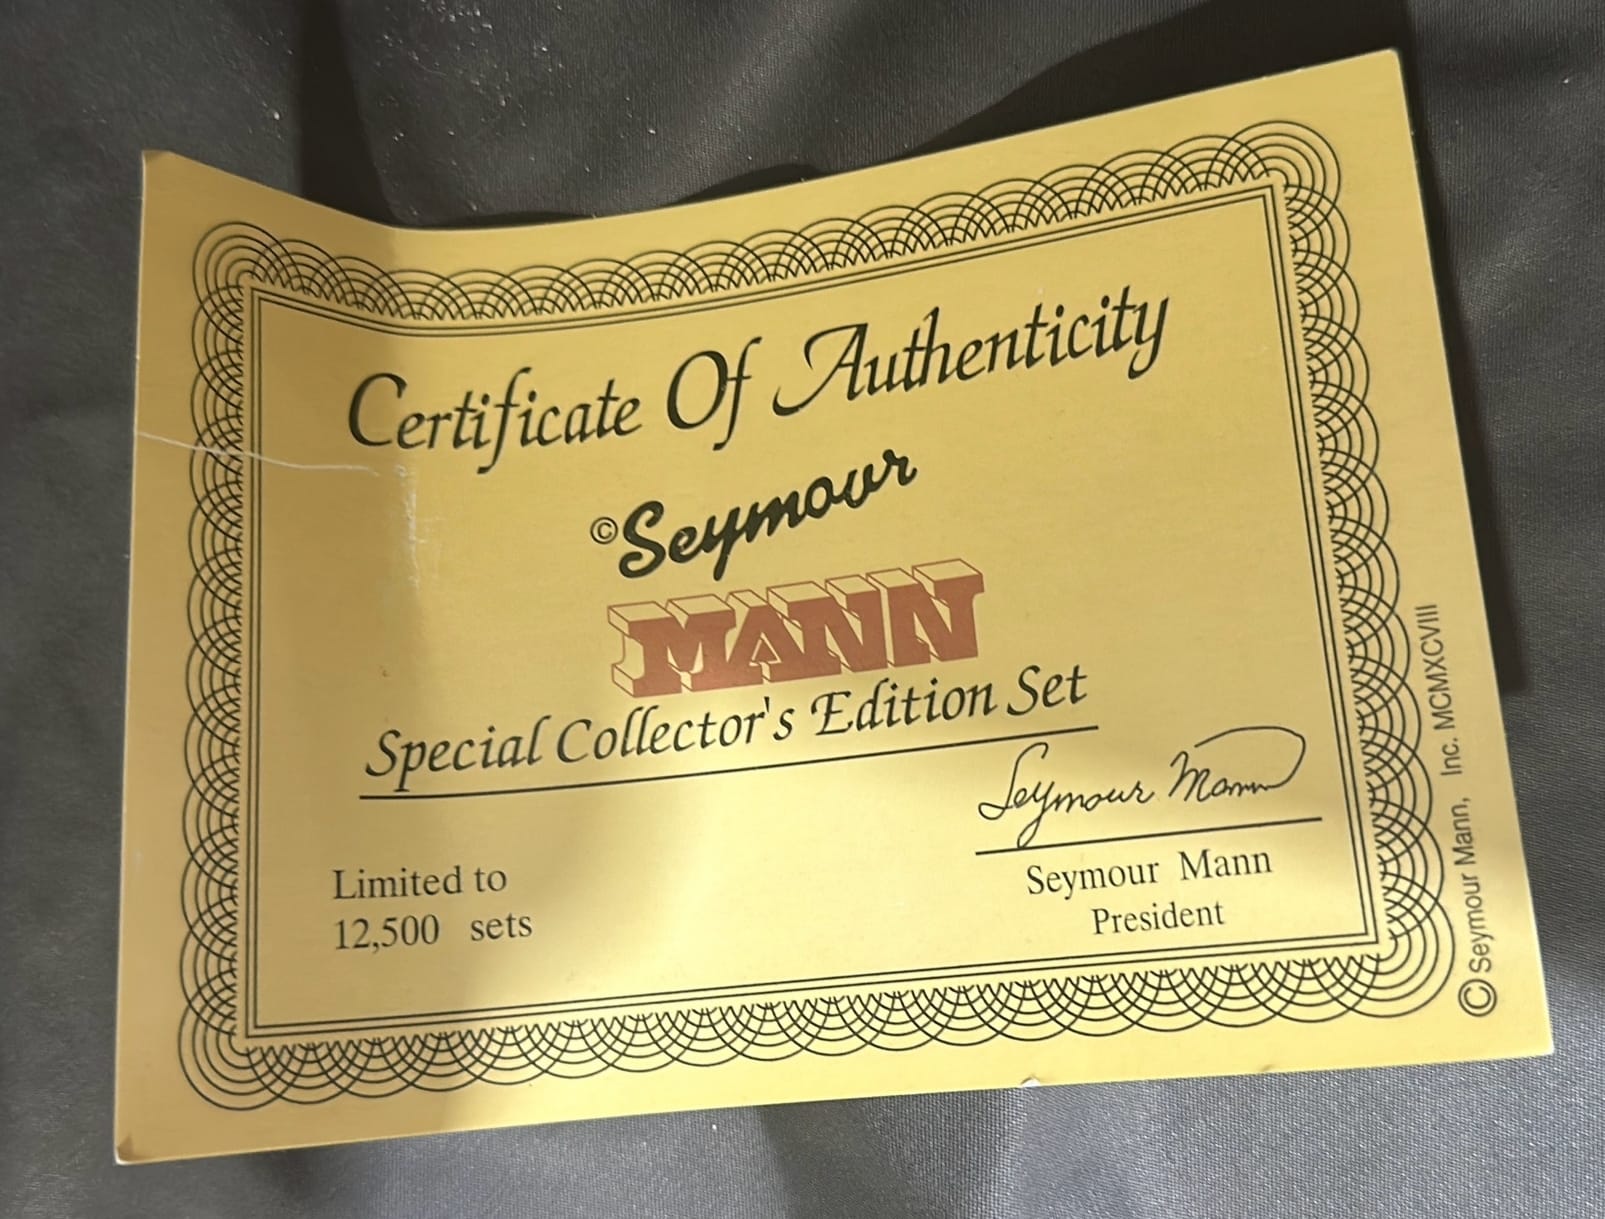 Certificate Of Authenticity
©Seymour
MANN
Special Collector's Edition Set
Seymour Mann
Limited to
12,500 sets
Seymour Mann
President
©Seymour Mann, Inc. MCMXCVIII